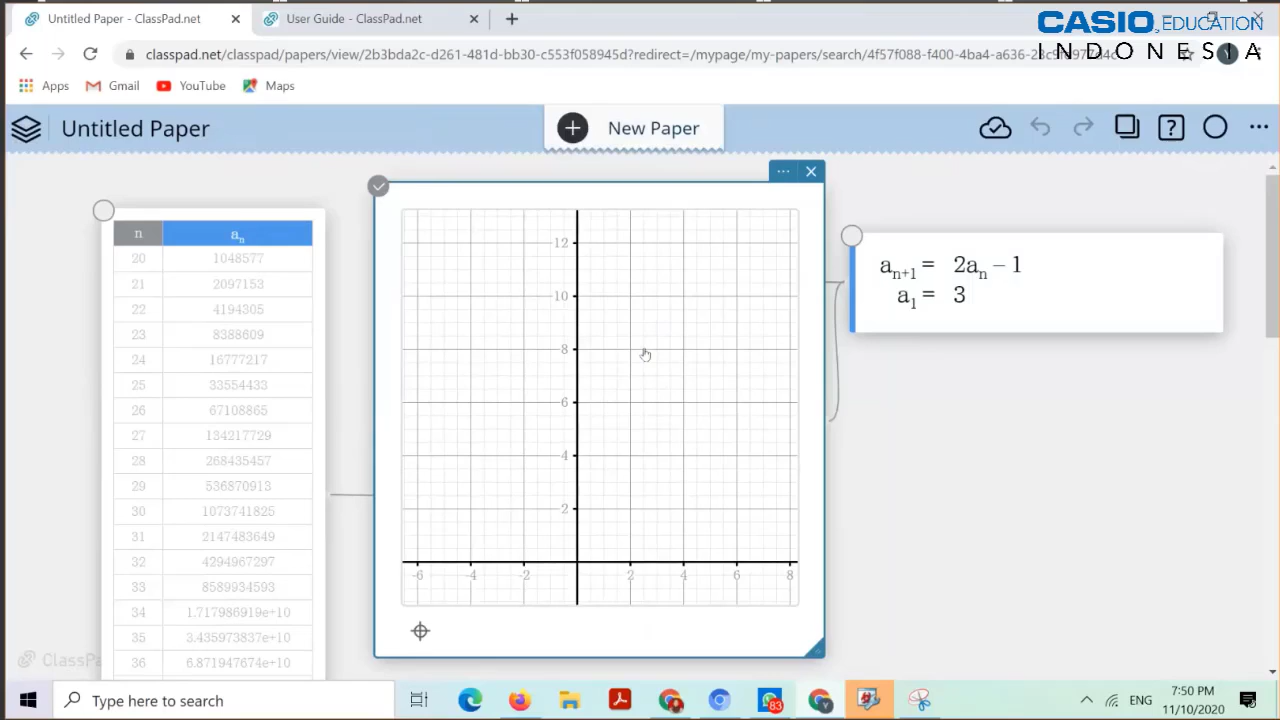 Untitled Paper - ClassPad.net
User Guide - ClassPad.net
CASIO EDUCATION
INDONESIA
classpad.net/classpad/papers/view/2b3bda2c-d261-481d-bb30-c553f058945d?redirect=/mypage/my-papers/search/4f57f088-f400-4ba4-a636-
Apps
Gmail
YouTube
Maps
Untitled Paper
New Paper
n aₙ
20 1048577
21 2097153
22 4194305
23 8388609
24 16777217
25 33554433
26 67108865
27 134217729
28 268435457
29 536870913
30 1073741825
31 2147483649
32 4294967297
33 8589934593
34 1.717986919e+10
35 3.435973837e+10
36 6.871947674e+10
12
10
8
6
4
2
-6 -4 -2 2 4 6 8
aₙ₊₁ = 2aₙ – 1
a₁ = 3
Type here to search
83
ENG
7:50 PM
11/10/2020